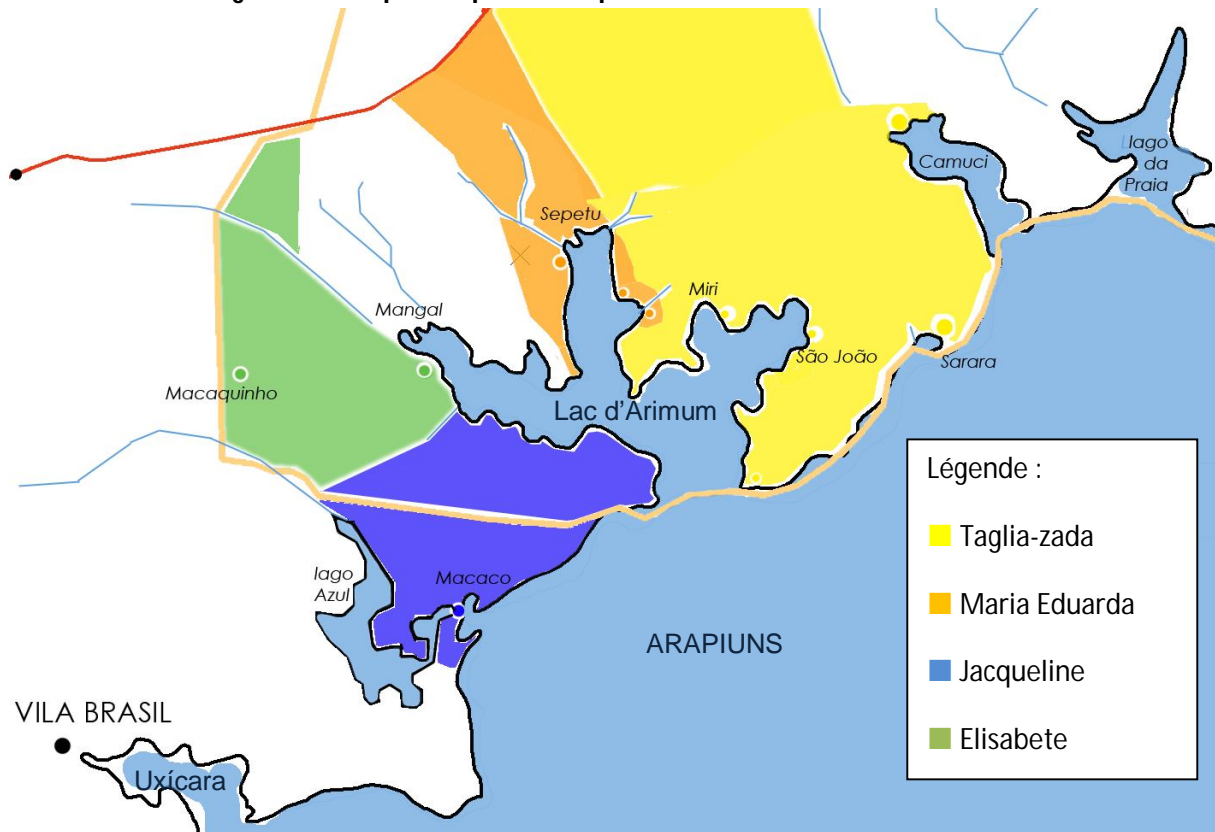 Camuci
Llago
da
Praia
Sepetu
Miri
Mangal
São João
Sarara
Macaquinho
Lac d'Arimum
Légende :
Taglia-zada
Maria Eduarda
Jacqueline
Elisabete
lago
Azul
Macaco
ARAPIUNS
VILA BRASIL
Uxícara